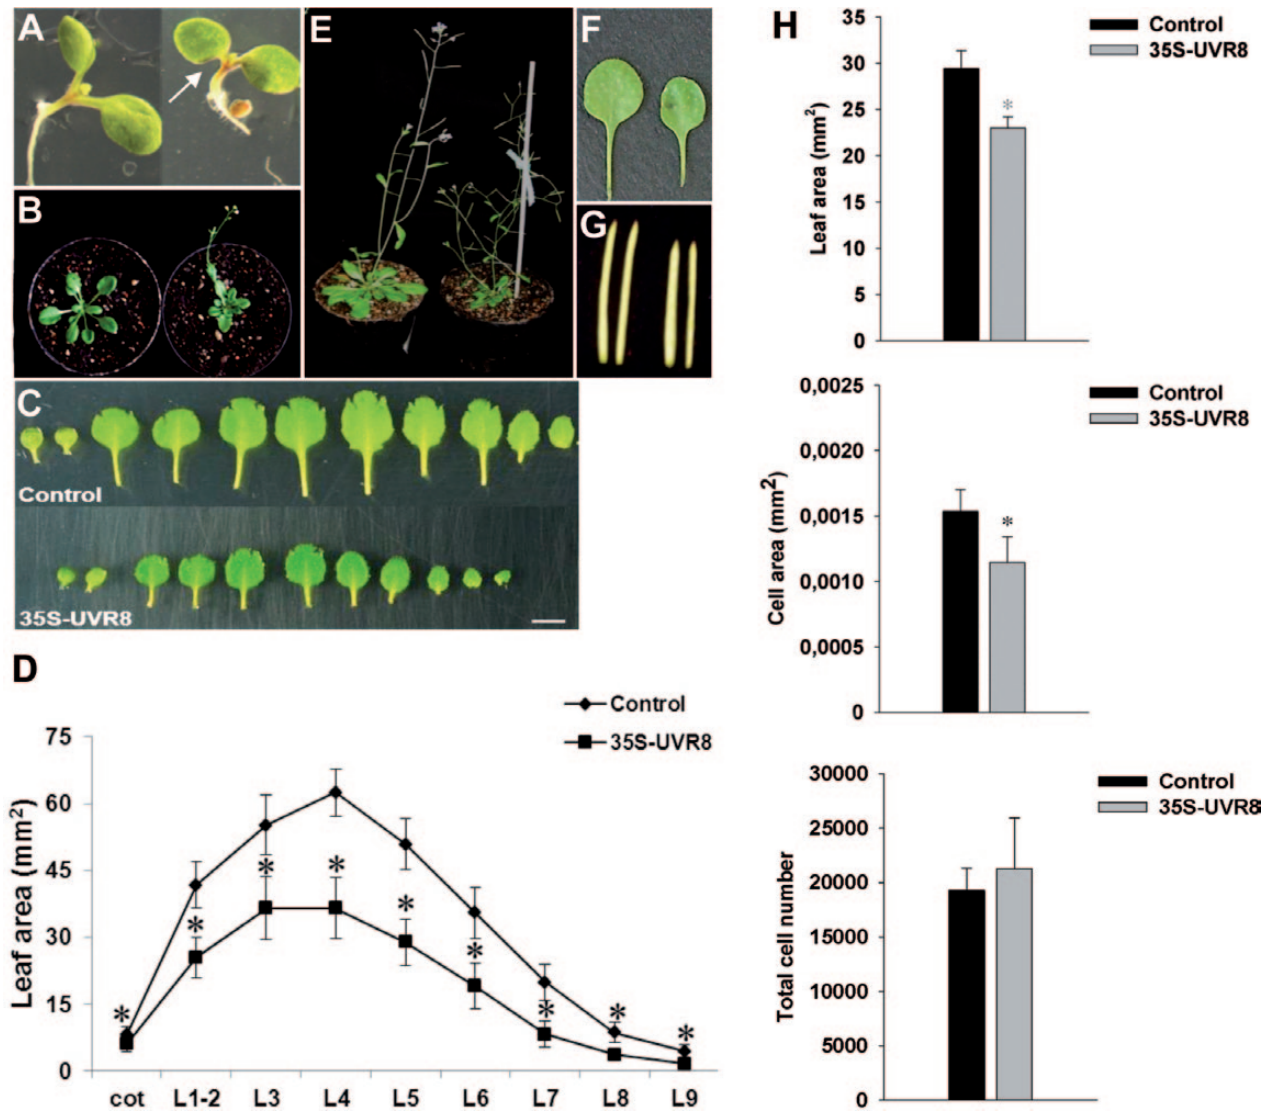 A
B
E
F
G
C
Control
35S-UVR8
D
Control
35S-UVR8
Leaf area (mm²)
75
60
45
30
15
0
* * * * * * * * *
cot L1-2 L3 L4 L5 L6 L7 L8 L9
H
Control
35S-UVR8
Leaf area (mm²)
35
30
25
20
15
10
5
0
*
Control
35S-UVR8
Cell area (mm²)
0,0025
0,0020
0,0015
0,0010
0,0005
0
*
Control
35S-UVR8
Total cell number
30000
25000
20000
15000
10000
5000
0